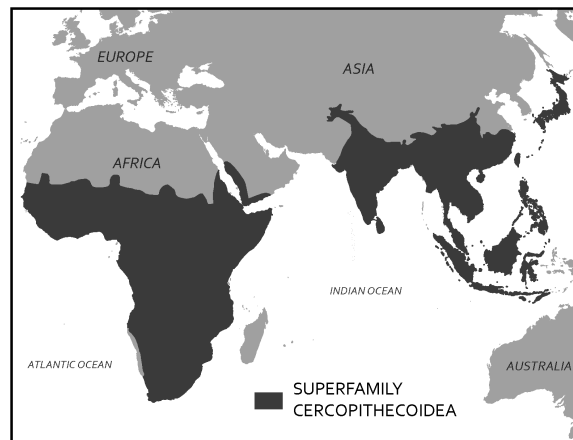 EUROPE
ASIA
AFRICA
INDIAN OCEAN
ATLANTIC OCEAN
AUSTRALIA
SUPERFAMILY
CERCOPITHECOIDEA